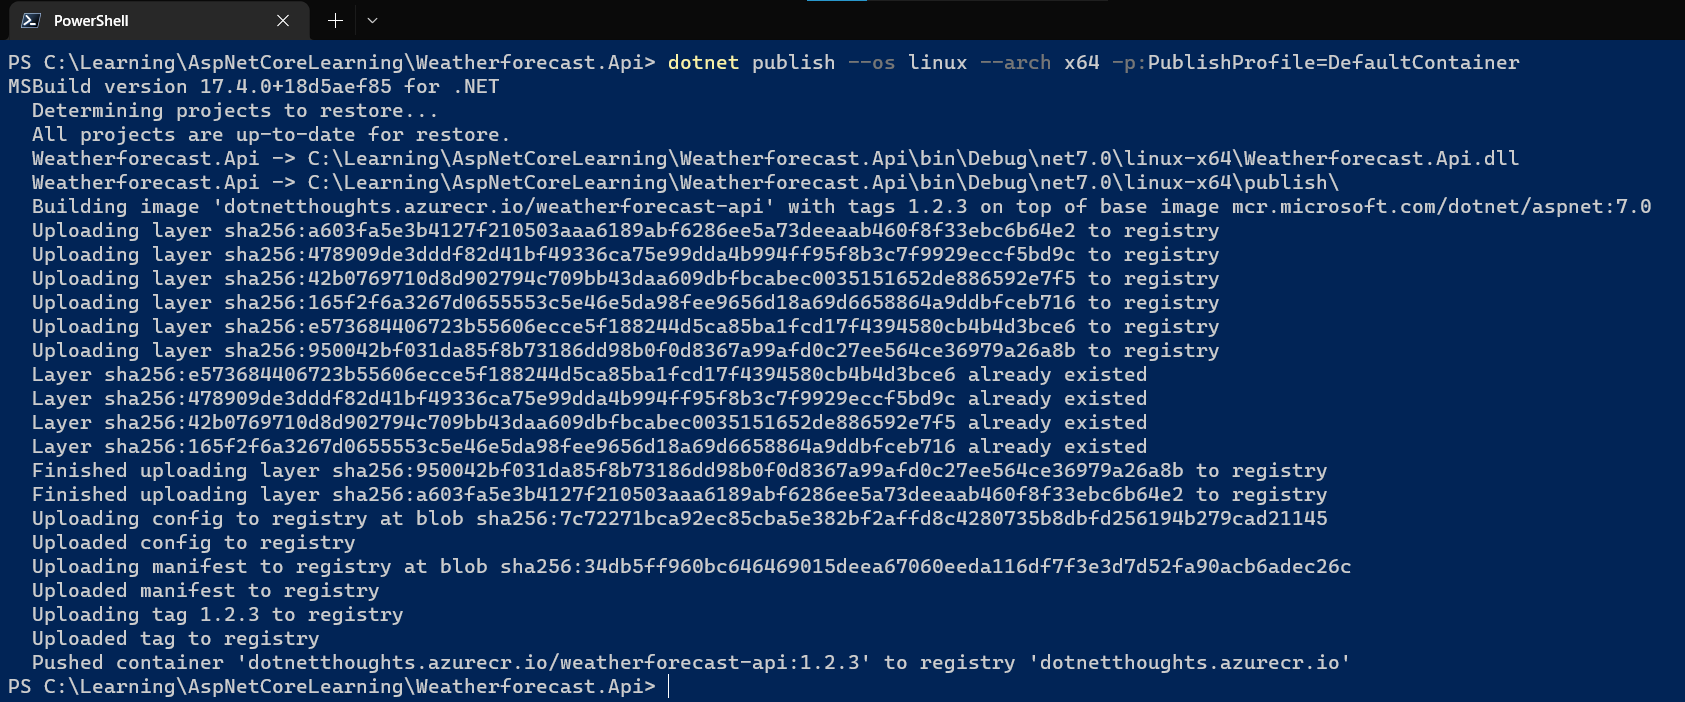 PowerShell
PS C:\Learning\AspNetCoreLearning\Weatherforecast.Api> dotnet publish --os linux --arch x64 -p:PublishProfile=DefaultContainer
MSBuild version 17.4.0+18d5aef85 for .NET
Determining projects to restore...
All projects are up-to-date for restore.
Weatherforecast.Api -> C:\Learning\AspNetCoreLearning\Weatherforecast.Api\bin\Debug\net7.0\linux-x64\Weatherforecast.Api.dll
Weatherforecast.Api -> C:\Learning\AspNetCoreLearning\Weatherforecast.Api\bin\Debug\net7.0\linux-x64\publish\
Building image 'dotnetthoughts.azurecr.io/weatherforecast-api' with tags 1.2.3 on top of base image mcr.microsoft.com/dotnet/aspnet:7.0
Uploading layer sha256:a603fa5e3b4127f210503aaa6189abf6286ee5a73deeaab460f8f33ebc6b64e2 to registry
Uploading layer sha256:478909de3dddf82d41bf49336ca75e99dda4b994ff95f8b3c7f9929eccf5bd9c to registry
Uploading layer sha256:42b0769710d8d902794c709bb43daa609dbfbcabec0035151652de886592e7f5 to registry
Uploading layer sha256:165f2f6a3267d0655553c5e46e5da98fee9656d18a69d6658864a9ddbfceb716 to registry
Uploading layer sha256:e573684406723b55606ecce5f188244d5ca85ba1fcd17f4394580cb4b4d3bce6 to registry
Uploading layer sha256:950042bf031da85f8b73186dd98b0f0d8367a99afd0c27ee564ce36979a26a8b to registry
Layer sha256:e573684406723b55606ecce5f188244d5ca85ba1fcd17f4394580cb4b4d3bce6 already existed
Layer sha256:478909de3dddf82d41bf49336ca75e99dda4b994ff95f8b3c7f9929eccf5bd9c already existed
Layer sha256:42b0769710d8d902794c709bb43daa609dbfbcabec0035151652de886592e7f5 already existed
Layer sha256:165f2f6a3267d0655553c5e46e5da98fee9656d18a69d6658864a9ddbfceb716 already existed
Finished uploading layer sha256:950042bf031da85f8b73186dd98b0f0d8367a99afd0c27ee564ce36979a26a8b to registry
Finished uploading layer sha256:a603fa5e3b4127f210503aaa6189abf6286ee5a73deeaab460f8f33ebc6b64e2 to registry
Uploading config to registry at blob sha256:7c72271bca92ec85cba5e382bf2affd8c4280735b8dbfd256194b279cad21145
Uploaded config to registry
Uploading manifest to registry at blob sha256:34db5ff960bc646469015deea67060eeda116df7f3e3d7d52fa90acb6adec26c
Uploaded manifest to registry
Uploading tag 1.2.3 to registry
Uploaded tag to registry
Pushed container 'dotnetthoughts.azurecr.io/weatherforecast-api:1.2.3' to registry 'dotnetthoughts.azurecr.io'
PS C:\Learning\AspNetCoreLearning\Weatherforecast.Api>